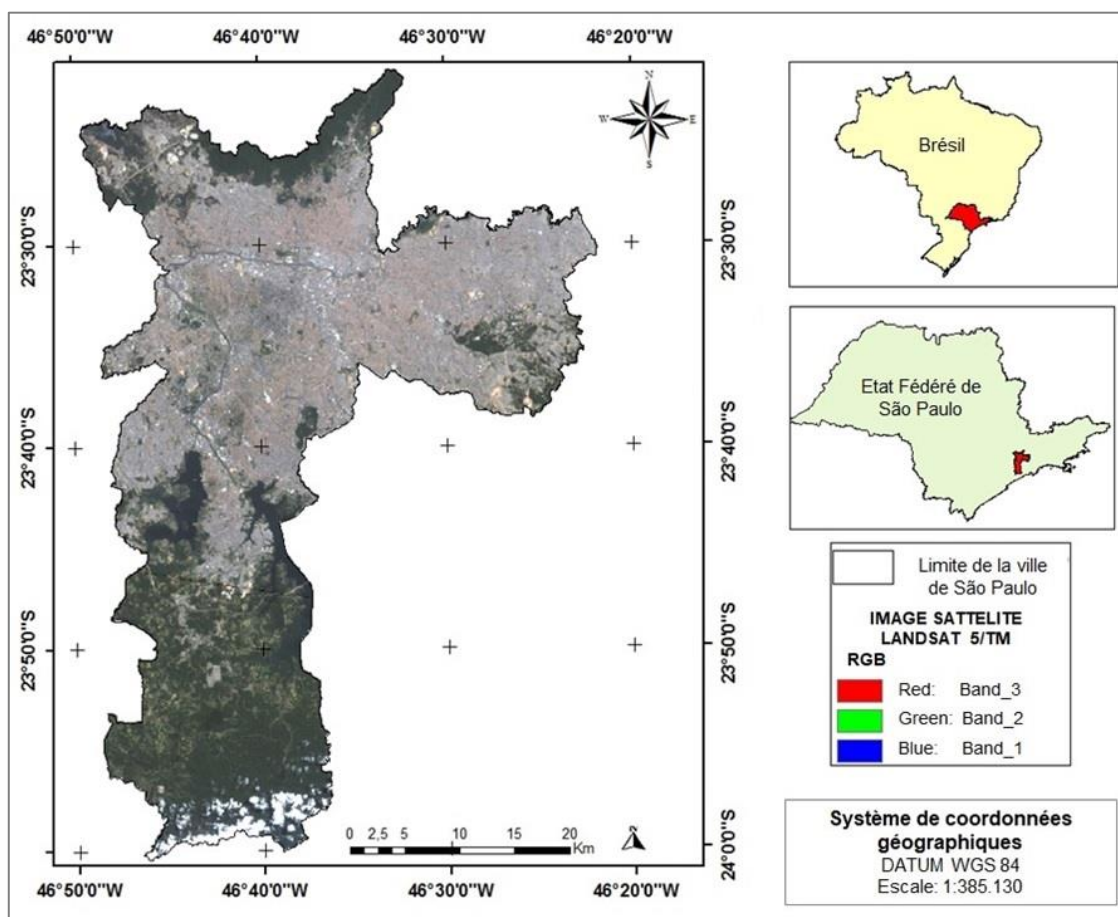 46°50'0"W 46°40'0"W 46°30'0"W 46°20'0"W
N
W E
S
23°30'0"S 23°30'0"S
23°40'0"S 23°40'0"S
23°50'0"S 23°50'0"S
24°0'0"S
0 2,5 5 10 15 20
Km
46°50'0"W 46°40'0"W 46°30'0"W 46°20'0"W
Brésil
Etat Fédéré de
São Paulo
Limite de la ville
de São Paulo
IMAGE SATTELITE
LANDSAT 5/TM
RGB
Red: Band_3
Green: Band_2
Blue: Band_1
Système de coordonnées
géographiques
DATUM WGS 84
Escale: 1:385.130